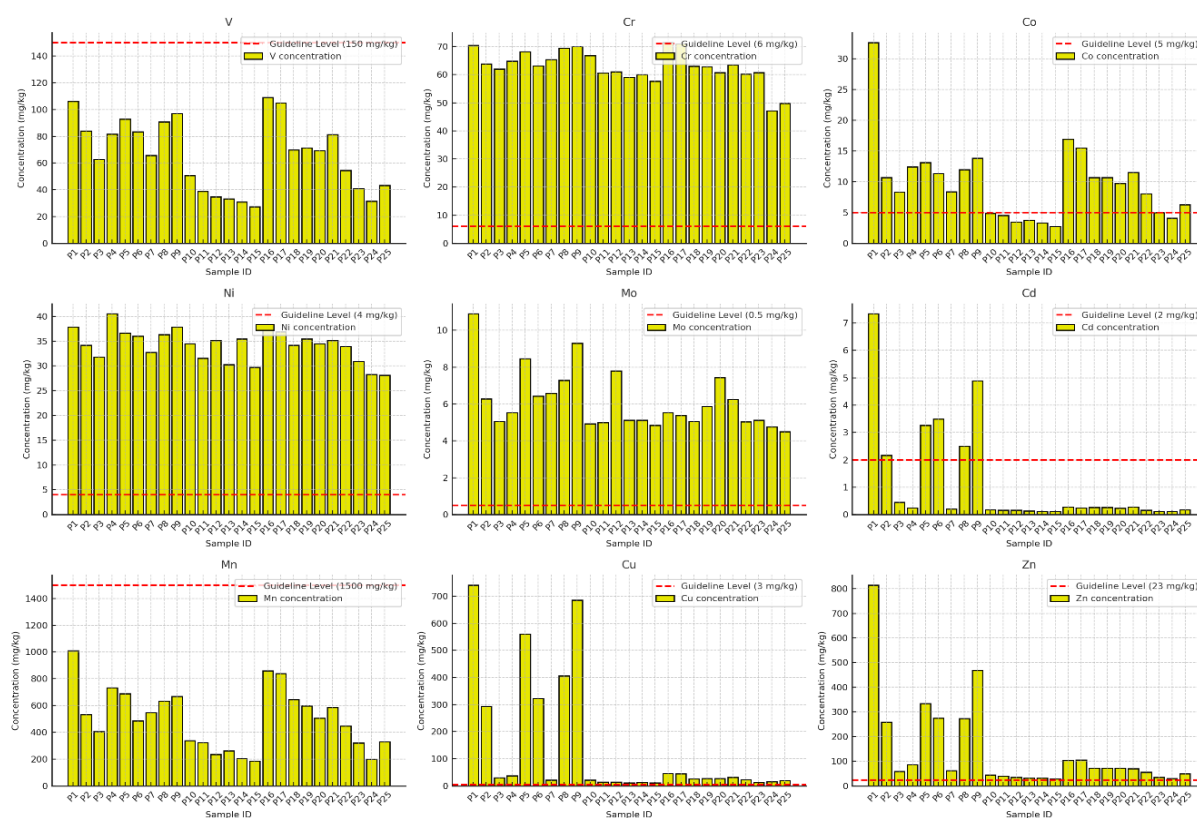 V
Guideline Level (150 mg/kg)
V concentration
Concentration (mg/kg)
0
20
40
60
80
100
120
140
P1 P2 P3 P4 P5 P6 P7 P8 P9 P10 P11 P12 P13 P14 P15 P16 P17 P18 P19 P20 P21 P22 P23 P24 P25
Sample ID
Cr
Guideline Level (6 mg/kg)
Cr concentration
Concentration (mg/kg)
0
10
20
30
40
50
60
70
P1 P2 P3 P4 P5 P6 P7 P8 P9 P10 P11 P12 P13 P14 P15 P16 P17 P18 P19 P20 P21 P22 P23 P24 P25
Sample ID
Co
Guideline Level (5 mg/kg)
Co concentration
Concentration (mg/kg)
0
5
10
15
20
25
30
P1 P2 P3 P4 P5 P6 P7 P8 P9 P10 P11 P12 P13 P14 P15 P16 P17 P18 P19 P20 P21 P22 P23 P24 P25
Sample ID
Ni
Guideline Level (4 mg/kg)
Ni concentration
Concentration (mg/kg)
0
5
10
15
20
25
30
35
40
P1 P2 P3 P4 P5 P6 P7 P8 P9 P10 P11 P12 P13 P14 P15 P16 P17 P18 P19 P20 P21 P22 P23 P24 P25
Sample ID
Mo
Guideline Level (0.5 mg/kg)
Mo concentration
Concentration (mg/kg)
0
2
4
6
8
10
P1 P2 P3 P4 P5 P6 P7 P8 P9 P10 P11 P12 P13 P14 P15 P16 P17 P18 P19 P20 P21 P22 P23 P24 P25
Sample ID
Cd
Guideline Level (2 mg/kg)
Cd concentration
Concentration (mg/kg)
0
1
2
3
4
5
6
7
P1 P2 P3 P4 P5 P6 P7 P8 P9 P10 P11 P12 P13 P14 P15 P16 P17 P18 P19 P20 P21 P22 P23 P24 P25
Sample ID
Mn
Guideline Level (1500 mg/kg)
Mn concentration
Concentration (mg/kg)
0
200
400
600
800
1000
1200
1400
P1 P2 P3 P4 P5 P6 P7 P8 P9 P10 P11 P12 P13 P14 P15 P16 P17 P18 P19 P20 P21 P22 P23 P24 P25
Sample ID
Cu
Guideline Level (3 mg/kg)
Cu concentration
Concentration (mg/kg)
0
100
200
300
400
500
600
700
P1 P2 P3 P4 P5 P6 P7 P8 P9 P10 P11 P12 P13 P14 P15 P16 P17 P18 P19 P20 P21 P22 P23 P24 P25
Sample ID
Zn
Guideline Level (23 mg/kg)
Zn concentration
Concentration (mg/kg)
0
100
200
300
400
500
600
700
800
P1 P2 P3 P4 P5 P6 P7 P8 P9 P10 P11 P12 P13 P14 P15 P16 P17 P18 P19 P20 P21 P22 P23 P24 P25
Sample ID